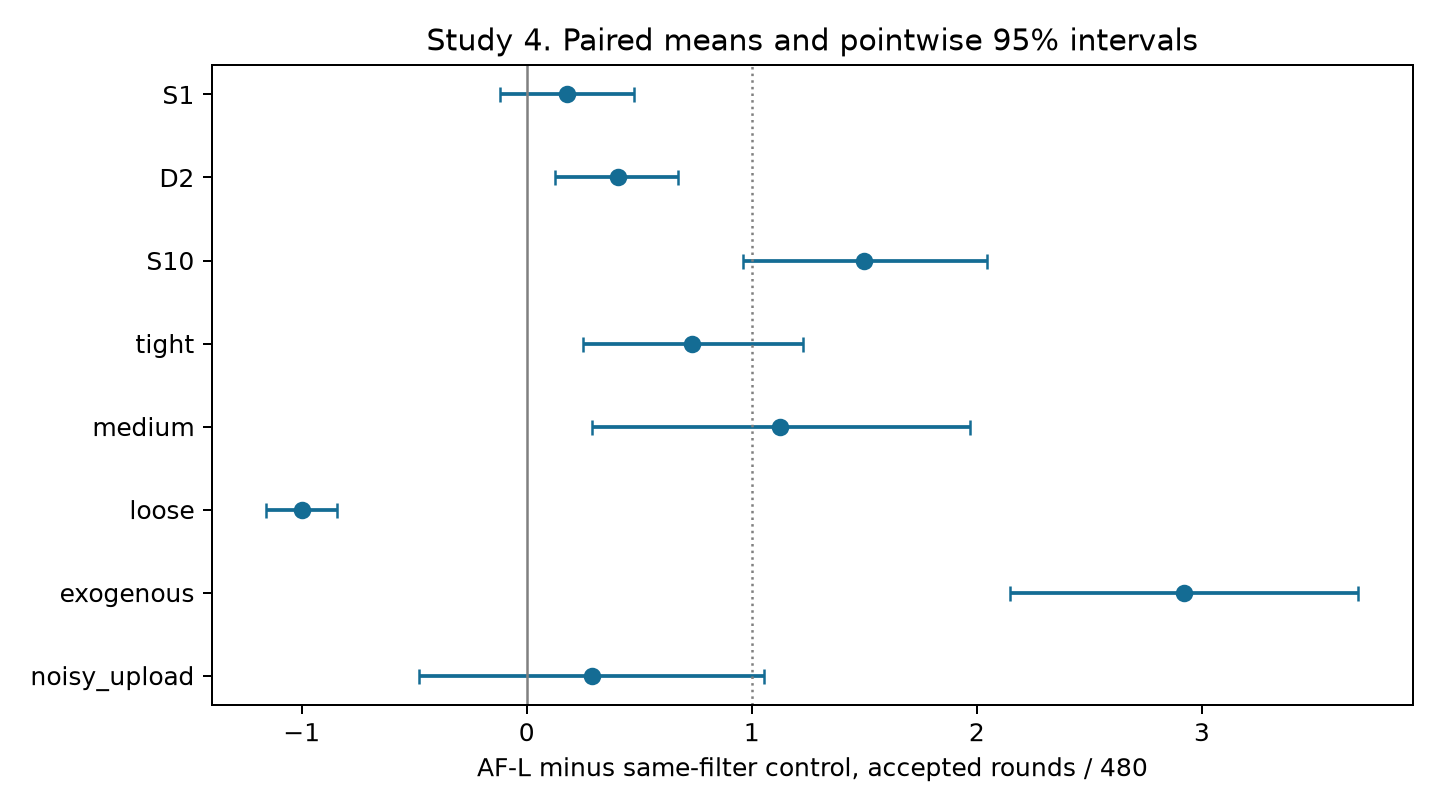 Study 4. Paired means and pointwise 95% intervals
S1
D2
S10
tight
medium
loose
exogenous
noisy_upload
−1 0 1 2 3
AF-L minus same-filter control, accepted rounds / 480